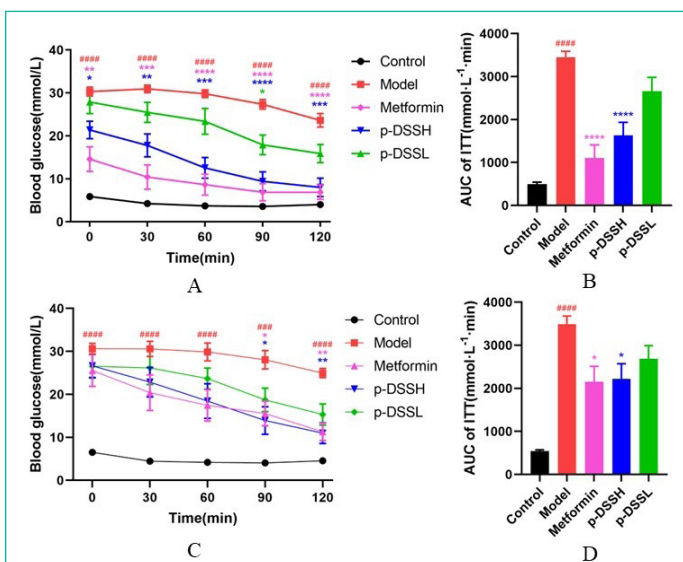 40
30
20
10
0
Blood glucose(mmol/L)
#### #### #### #### ####
** *** **** **** ****
* ** *** **** ***
*
0 30 60 90 120
Time(min)
Control
Model
Metformin
p-DSSH
p-DSSL
A
4000
3000
2000
1000
0
AUC of ITT(mmol·L⁻¹·min)
####
****
****
Control
Model
Metformin
p-DSSH
p-DSSL
B
40
30
20
10
0
Blood glucose(mmol/L)
#### #### #### ### ####
* **
* **
0 30 60 90 120
Time(min)
Control
Model
Metformin
p-DSSH
p-DSSL
C
4000
3000
2000
1000
0
AUC of ITT(mmol·L⁻¹·min)
####
*
*
Control
Model
Metformin
p-DSSH
p-DSSL
D